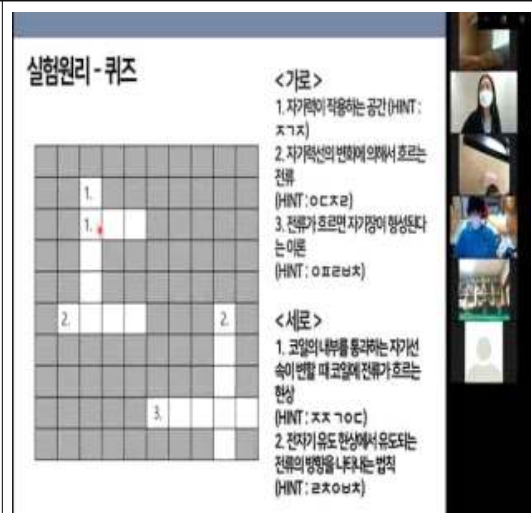 실험원리 - 퀴즈
1.
1.
2.
2.
3.
<가로>
1. 자기력이 작용하는 공간 (HINT :
ㅈㄱㅈ)
2. 자기력선의 변화에 의해서 흐르는
전류
(HINT : ㅇㄷㅈㄹ)
3. 전류가 흐르면 자기장이 형성된다
는 이론
(HINT : ㅇㅍㄹㅂㅊ)
<세로>
1. 코일의 내부를 통과하는 자기선
속이 변할 때 코일에 전류가 흐르는
현상
(HINT : ㅈㅈ ㄱㅇㄷ)
2. 전자기 유도 현상에서 유도되는
전류의 방향을 나타내는 법칙
(HINT : ㄹㅊㅇㅂㅊ)